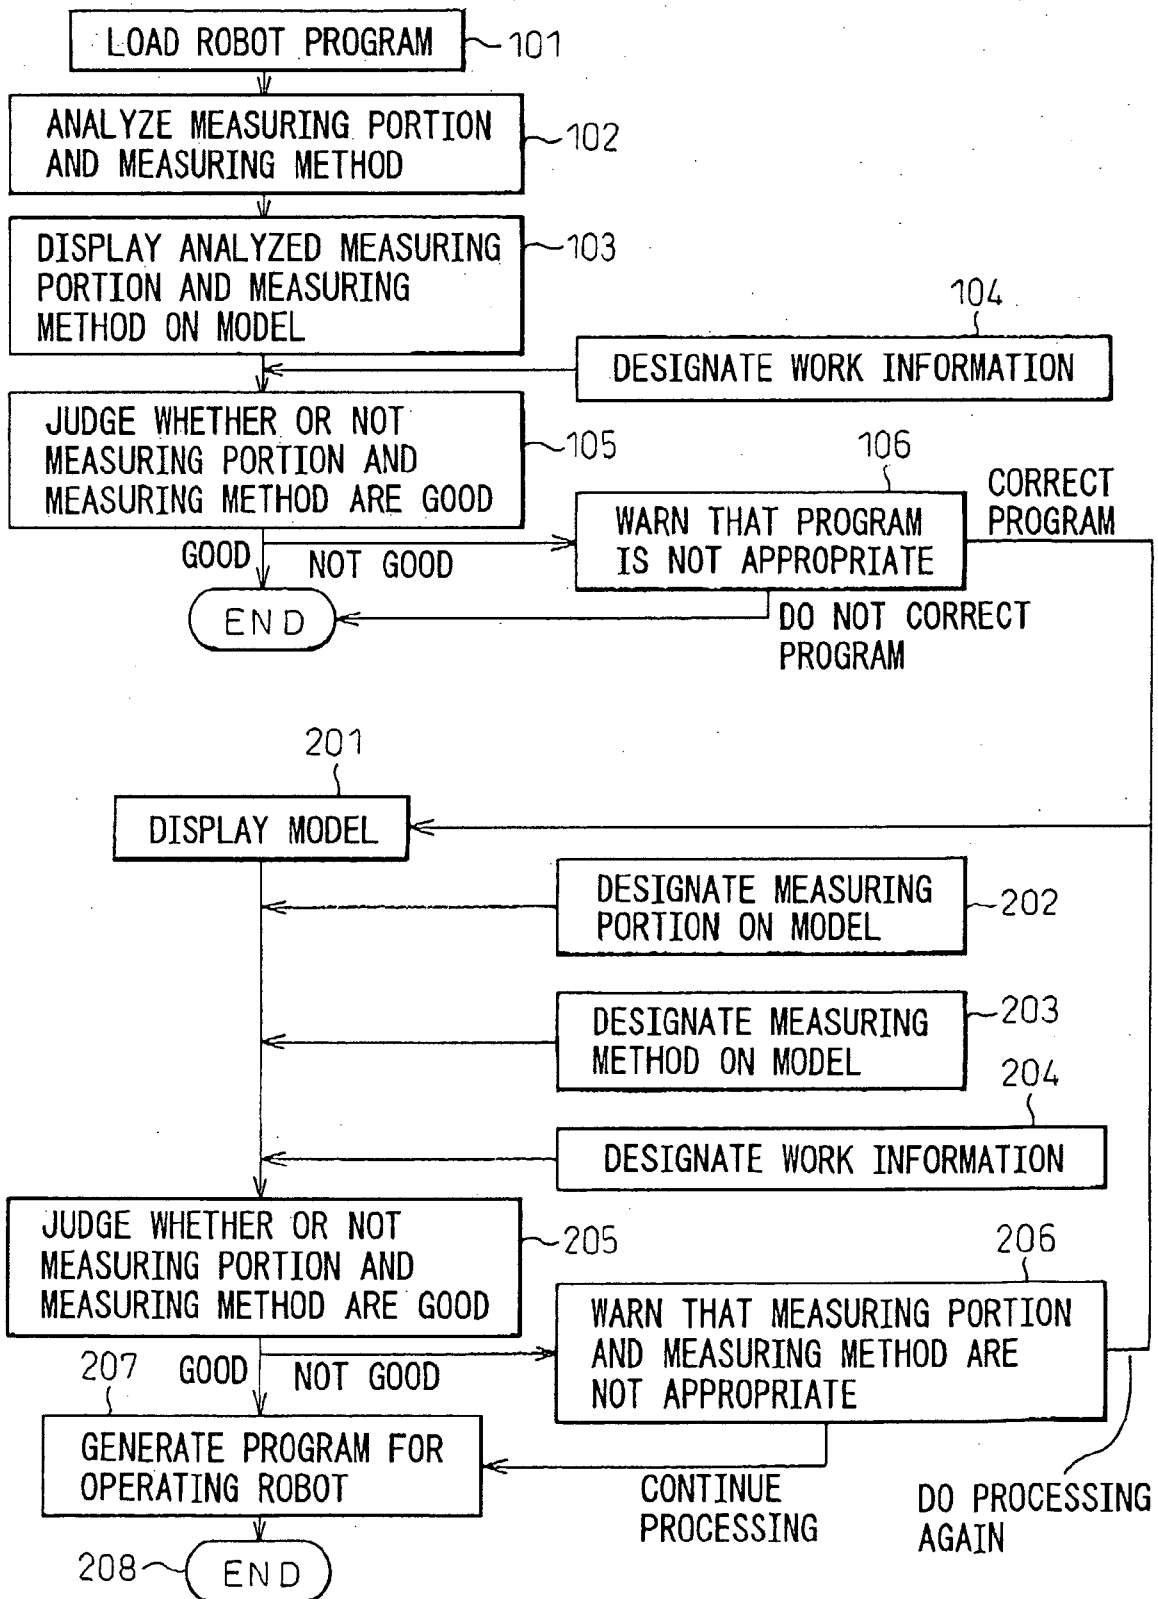 LOAD ROBOT PROGRAM
101
ANALYZE MEASURING PORTION
AND MEASURING METHOD
102
DISPLAY ANALYZED MEASURING
PORTION AND MEASURING
METHOD ON MODEL
103
104
DESIGNATE WORK INFORMATION
JUDGE WHETHER OR NOT
MEASURING PORTION AND
MEASURING METHOD ARE GOOD
105
106
WARN THAT PROGRAM
IS NOT APPROPRIATE
CORRECT
PROGRAM
GOOD
NOT GOOD
END
DO NOT CORRECT
PROGRAM
201
DISPLAY MODEL
DESIGNATE MEASURING
PORTION ON MODEL
202
DESIGNATE MEASURING
METHOD ON MODEL
203
204
DESIGNATE WORK INFORMATION
JUDGE WHETHER OR NOT
MEASURING PORTION AND
MEASURING METHOD ARE GOOD
205
206
WARN THAT MEASURING PORTION
AND MEASURING METHOD ARE
NOT APPROPRIATE
207
GOOD
NOT GOOD
GENERATE PROGRAM FOR
OPERATING ROBOT
CONTINUE
PROCESSING
DO PROCESSING
AGAIN
208
END